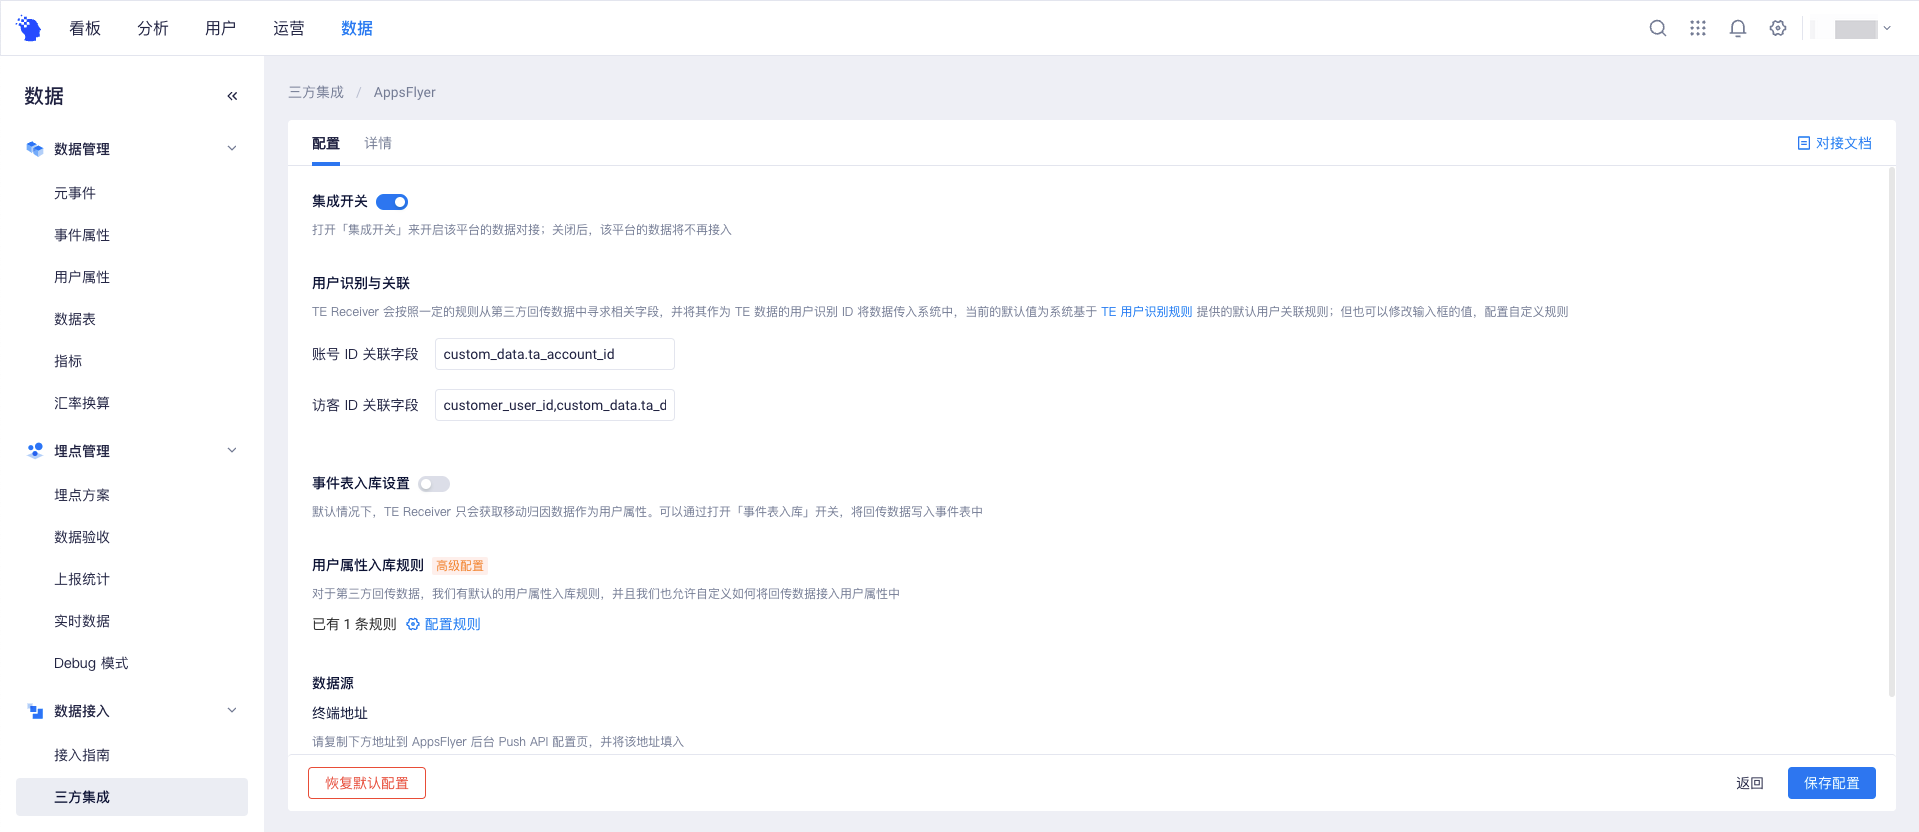 看板 分析 用户 运营 数据
数据
数据管理
元事件
事件属性
用户属性
数据表
指标
汇率换算
埋点管理
埋点方案
数据验收
上报统计
实时数据
Debug 模式
数据接入
接入指南
三方集成
三方集成 / AppsFlyer
配置 详情 对接文档
集成开关
打开「集成开关」来开启该平台的数据对接；关闭后，该平台的数据将不再接入
用户识别与关联
TE Receiver 会按照一定的规则从第三方回传数据中寻求相关字段，并将其作为 TE 数据的用户识别 ID 将数据传入系统中，当前的默认值为系统基于 TE 用户识别规则 提供的默认用户关联规则；但也可以修改输入框的值，配置自定义规则
账号 ID 关联字段 custom_data.ta_account_id
访客 ID 关联字段 customer_user_id,custom_data.ta_d
事件表入库设置
默认情况下，TE Receiver 只会获取移动归因数据作为用户属性。可以通过打开「事件表入库」开关，将回传数据写入事件表中
用户属性入库规则 高级配置
对于第三方回传数据，我们有默认的用户属性入库规则，并且我们也允许自定义如何将回传数据接入用户属性中
已有 1 条规则 配置规则
数据源
终端地址
请复制下方地址到 AppsFlyer 后台 Push API 配置页，并将该地址填入
恢复默认配置 返回 保存配置